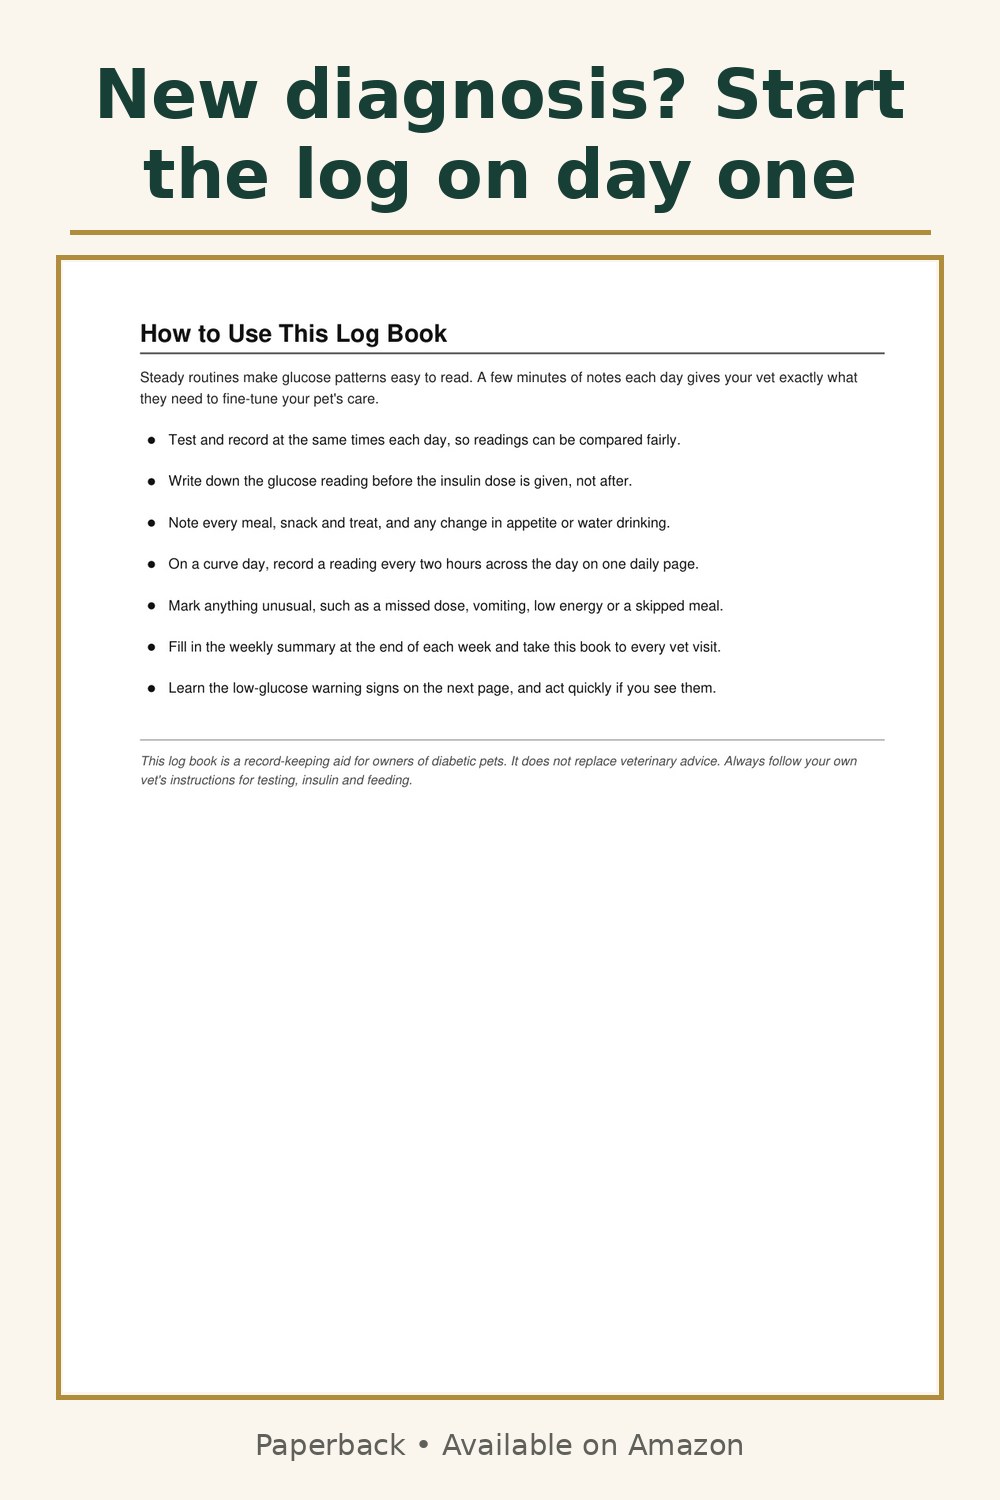 New diagnosis? Start
the log on day one
How to Use This Log Book
Steady routines make glucose patterns easy to read. A few minutes of notes each day gives your vet exactly what
they need to fine-tune your pet's care.
● Test and record at the same times each day, so readings can be compared fairly.
● Write down the glucose reading before the insulin dose is given, not after.
● Note every meal, snack and treat, and any change in appetite or water drinking.
● On a curve day, record a reading every two hours across the day on one daily page.
● Mark anything unusual, such as a missed dose, vomiting, low energy or a skipped meal.
● Fill in the weekly summary at the end of each week and take this book to every vet visit.
● Learn the low-glucose warning signs on the next page, and act quickly if you see them.
This log book is a record-keeping aid for owners of diabetic pets. It does not replace veterinary advice. Always follow your own
vet's instructions for testing, insulin and feeding.
Paperback • Available on Amazon